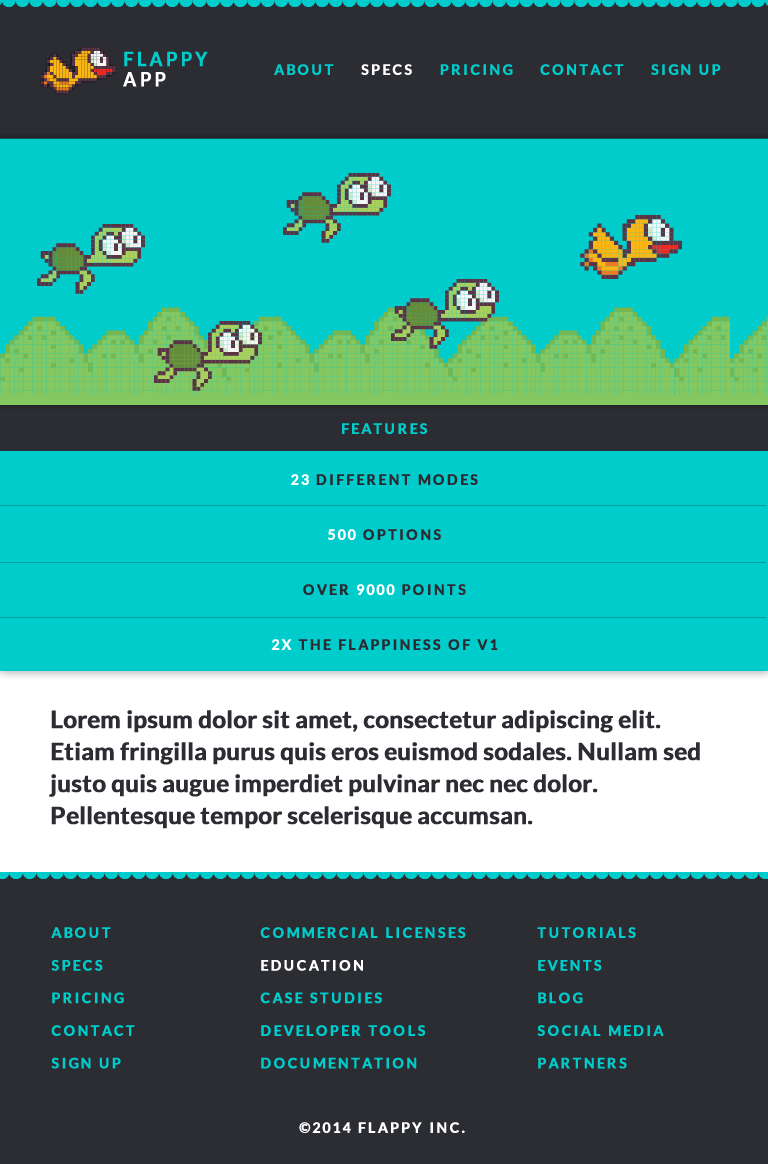 FLAPPY
APP
ABOUT SPECS PRICING CONTACT SIGN UP
FEATURES
23 DIFFERENT MODES
500 OPTIONS
OVER 9000 POINTS
2X THE FLAPPINESS OF V1
Lorem ipsum dolor sit amet, consectetur adipiscing elit.
Etiam fringilla purus quis eros euismod sodales. Nullam sed
justo quis augue imperdiet pulvinar nec nec dolor.
Pellentesque tempor scelerisque accumsan.
ABOUT
SPECS
PRICING
CONTACT
SIGN UP
COMMERCIAL LICENSES
EDUCATION
CASE STUDIES
DEVELOPER TOOLS
DOCUMENTATION
TUTORIALS
EVENTS
BLOG
SOCIAL MEDIA
PARTNERS
©2014 FLAPPY INC.